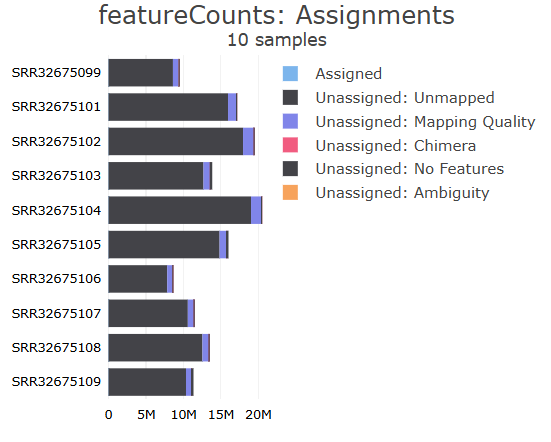 featureCounts: Assignments
10 samples
SRR32675099
SRR32675101
SRR32675102
SRR32675103
SRR32675104
SRR32675105
SRR32675106
SRR32675107
SRR32675108
SRR32675109
0 5M 10M 15M 20M
Assigned
Unassigned: Unmapped
Unassigned: Mapping Quality
Unassigned: Chimera
Unassigned: No Features
Unassigned: Ambiguity